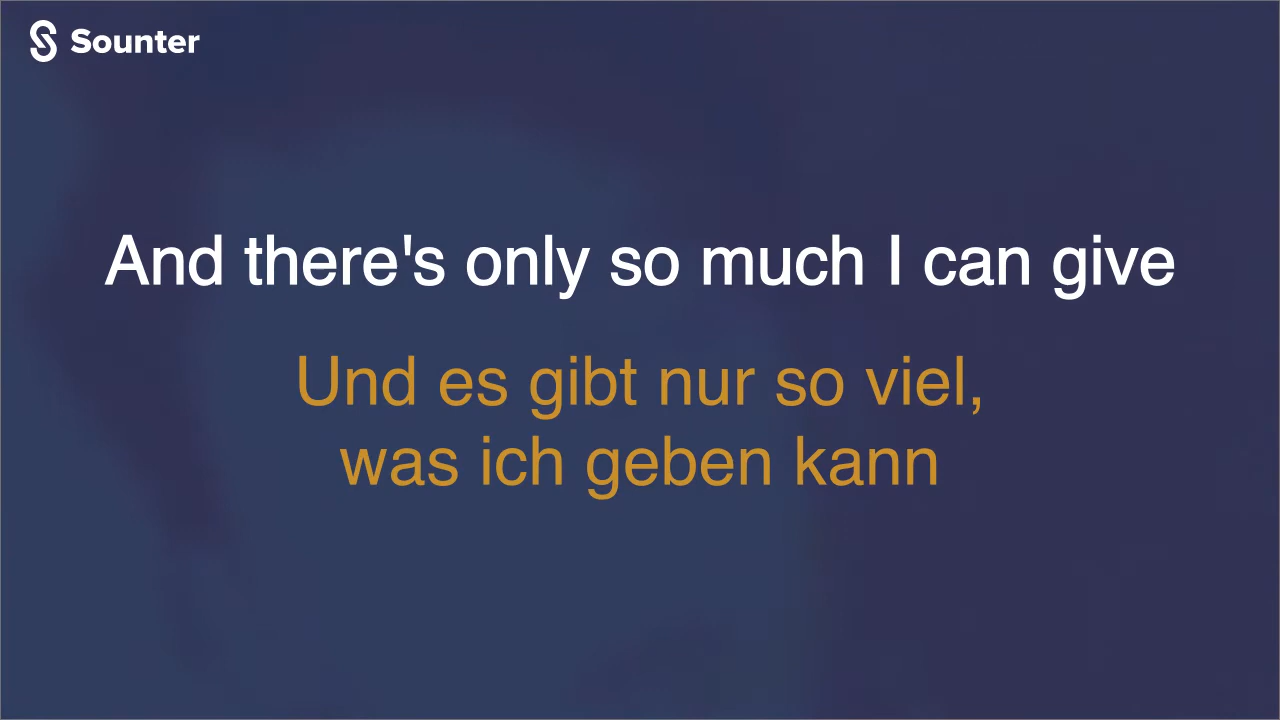 Sounter
And there's only so much I can give
Und es gibt nur so viel,
was ich geben kann